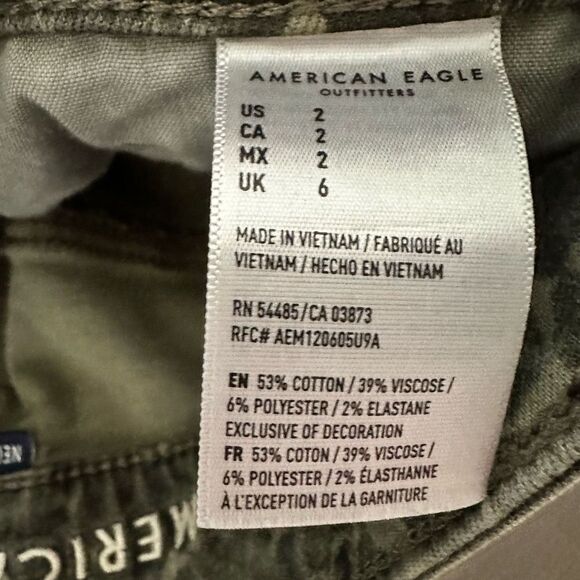 AMERICAN EAGLE
OUTFITTERS
US 2
CA 2
MX 2
UK 6
MADE IN VIETNAM / FABRIQUÉ AU
VIETNAM / HECHO EN VIETNAM
RN 54485/CA 03873
RFC# AEM120605U9A
EN 53% COTTON / 39% VISCOSE /
6% POLYESTER / 2% ELASTANE
EXCLUSIVE OF DECORATION
FR 53% COTON / 39% VISCOSE /
6% POLYESTER / 2% ÉLASTHANNE
À L'EXCEPTION DE LA GARNITURE
MERICA